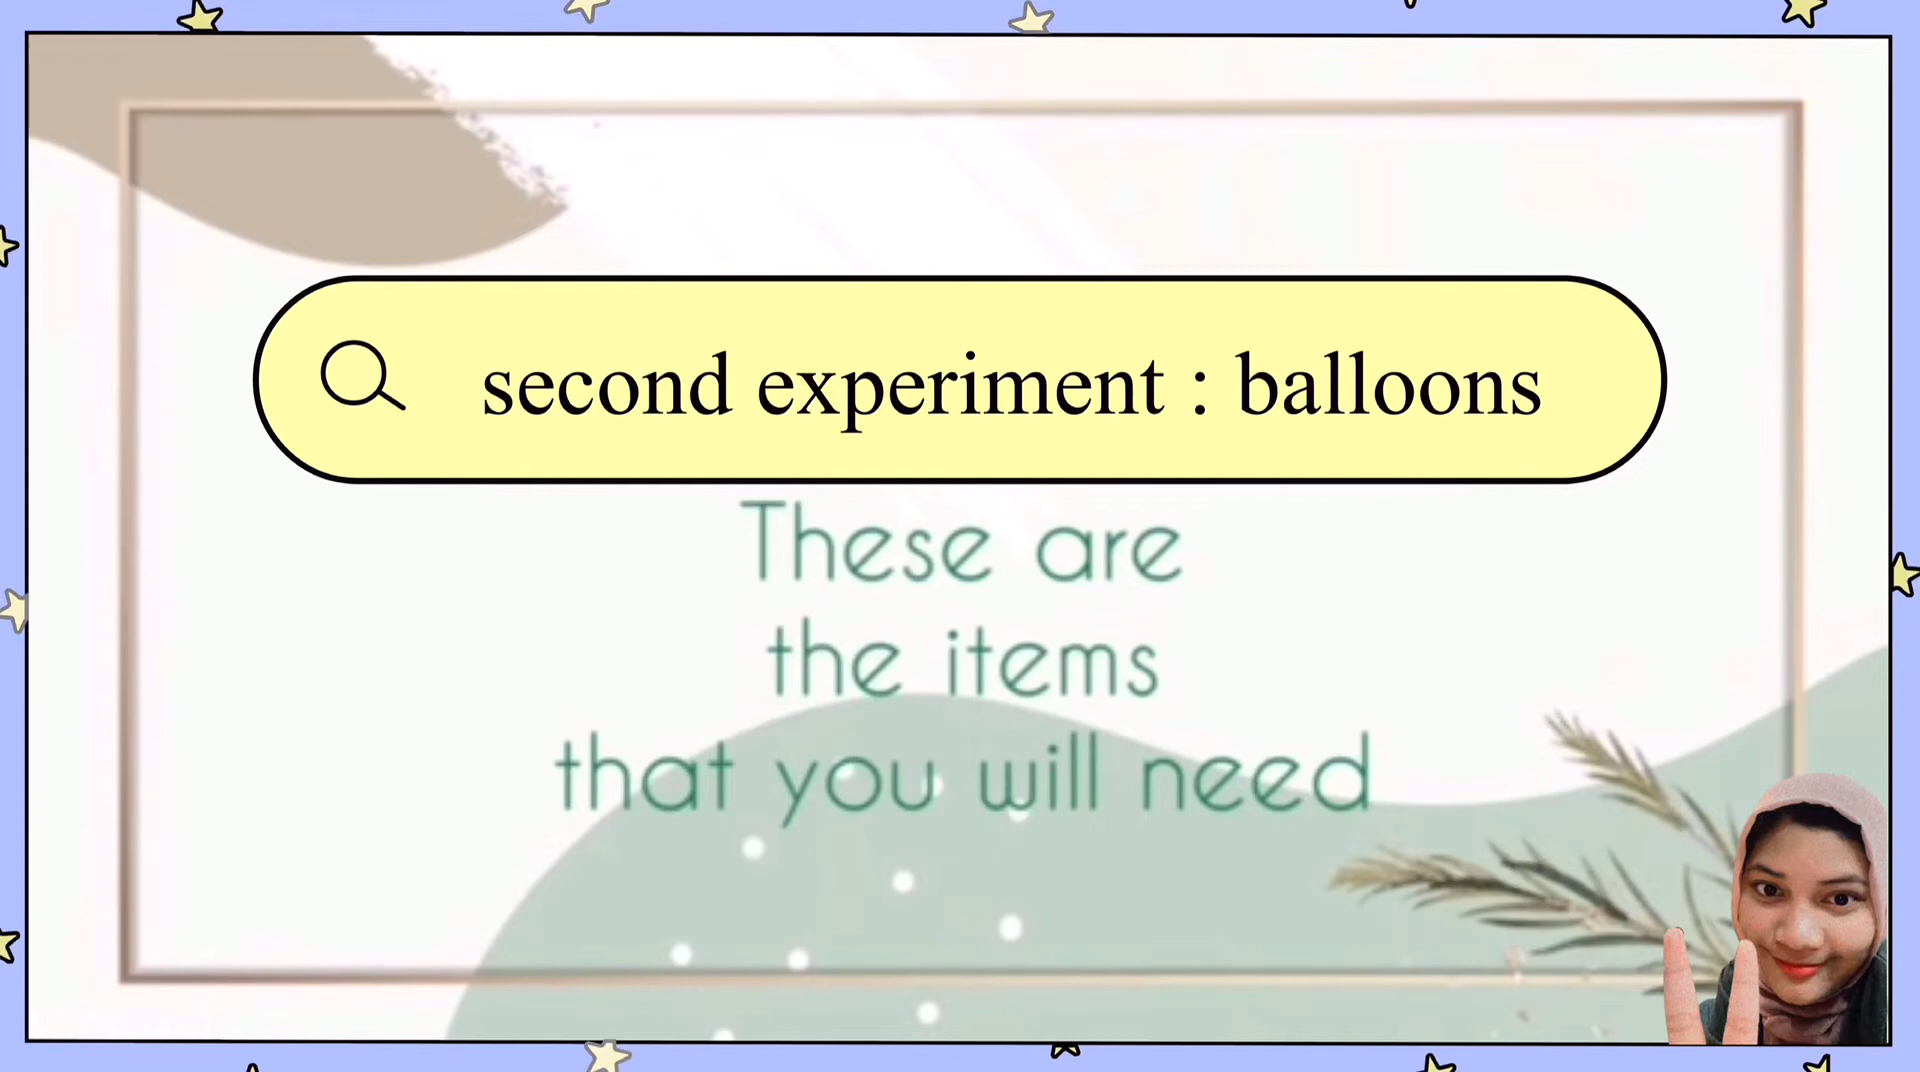 second experiment : balloons
These are
the items
that you will need